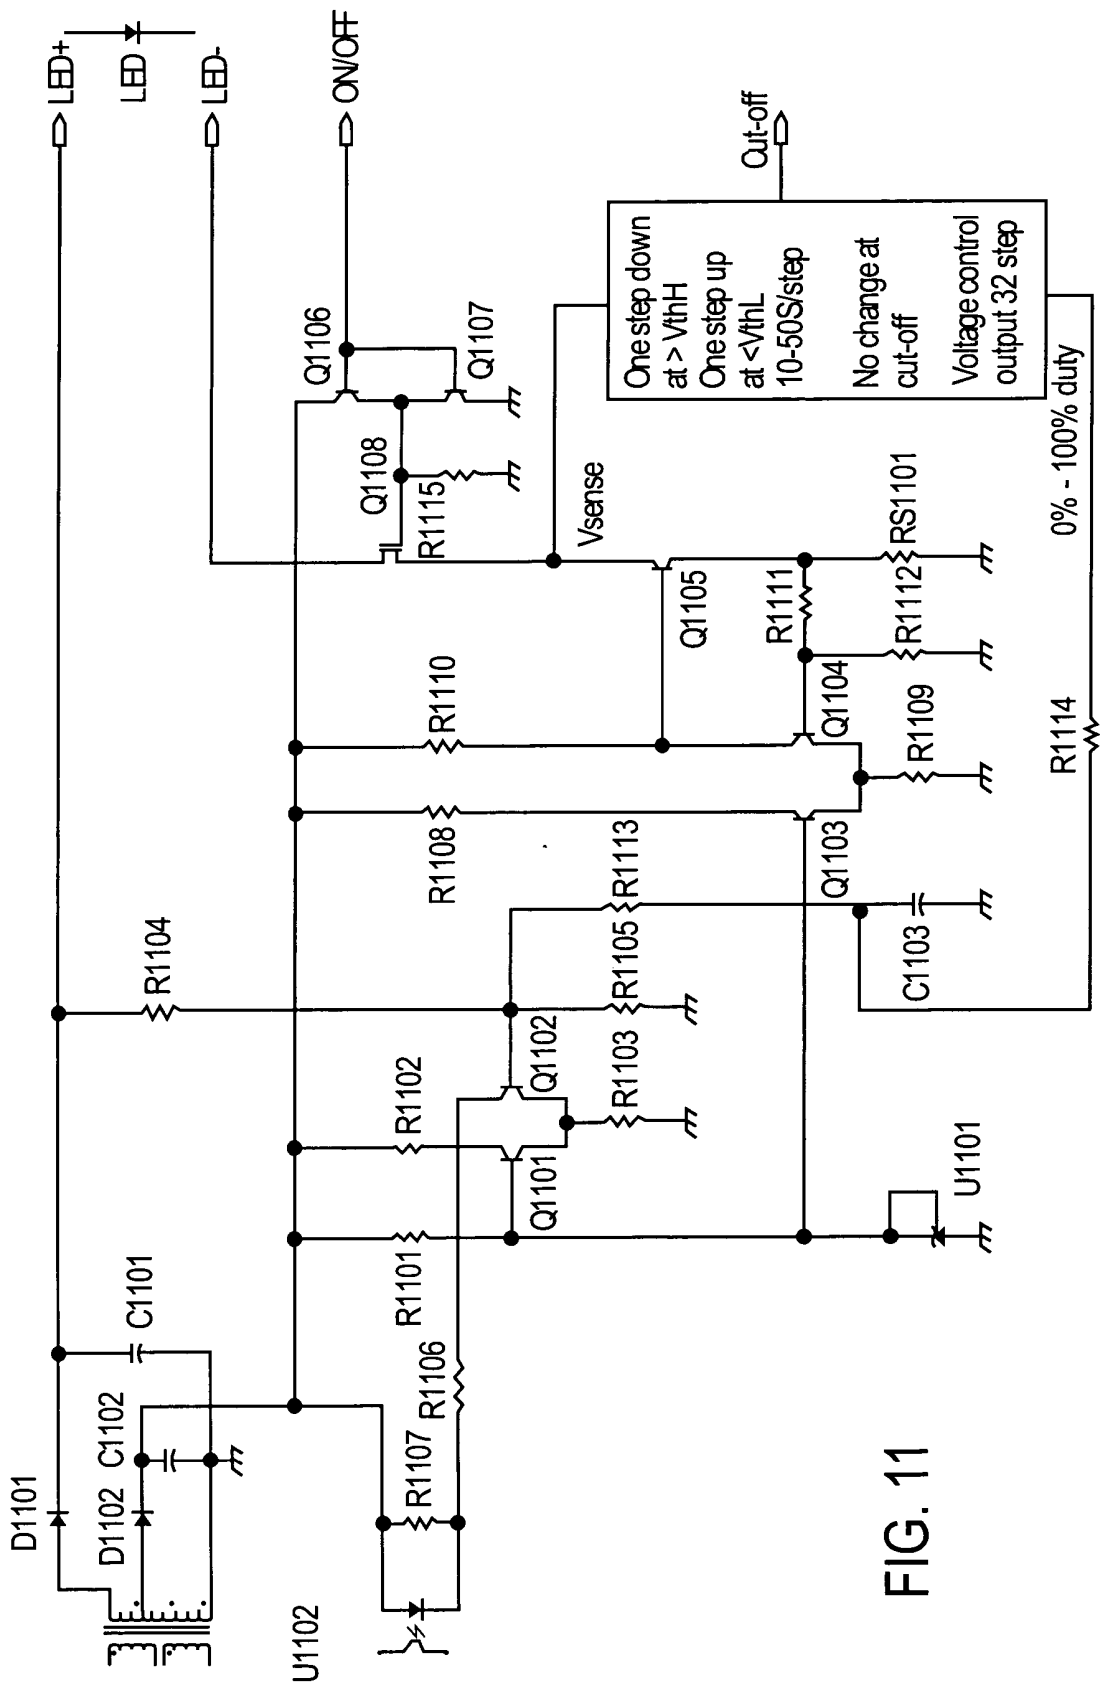 LED+
LED
LED-
ON/OFF
Cut-off
One step down
at > VthH
One step up
at <VthL
10-50S/step
No change at
cut-off
Voltage control
output 32 step
0% - 100% duty
Q1106
Q1107
Q1108
R1115
Vsense
Q1105
R1111
RS1101
R1112
R1110
Q1104
R1109
R1114
R1108
Q1103
R1113
R1104
R1105
C1103
Q1102
R1103
R1102
Q1101
U1101
R1101
C1101
R1106
C1102
R1107
D1101
D1102
U1102
FIG. 11